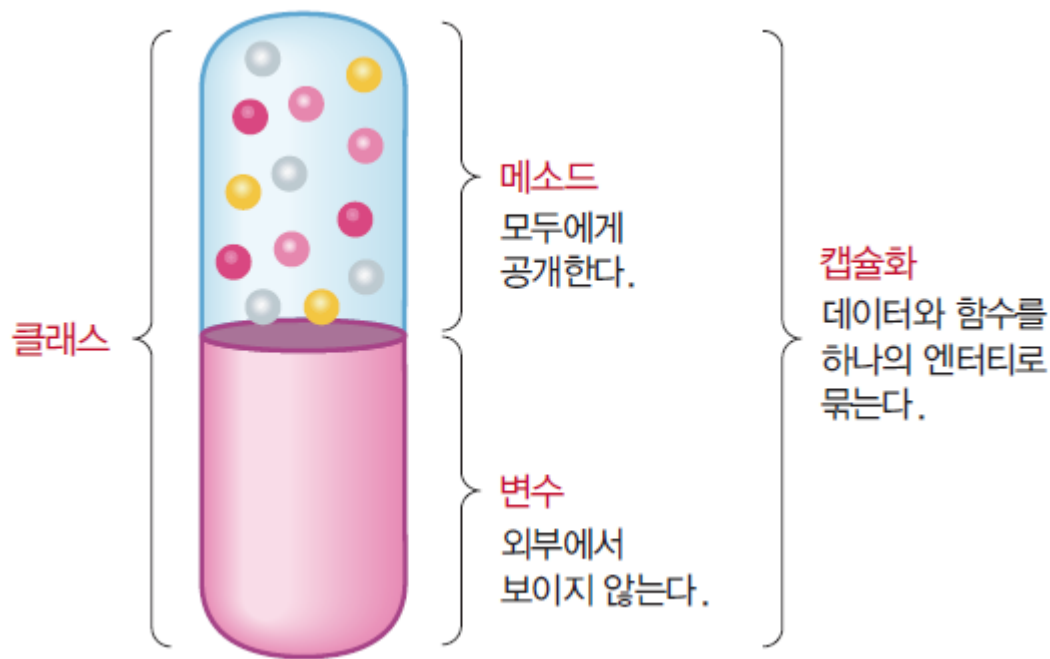 클래스
메소드
모두에게
공개한다.
변수
외부에서
보이지 않는다.
캡슐화
데이터와 함수를
하나의 엔터티로
묶는다.